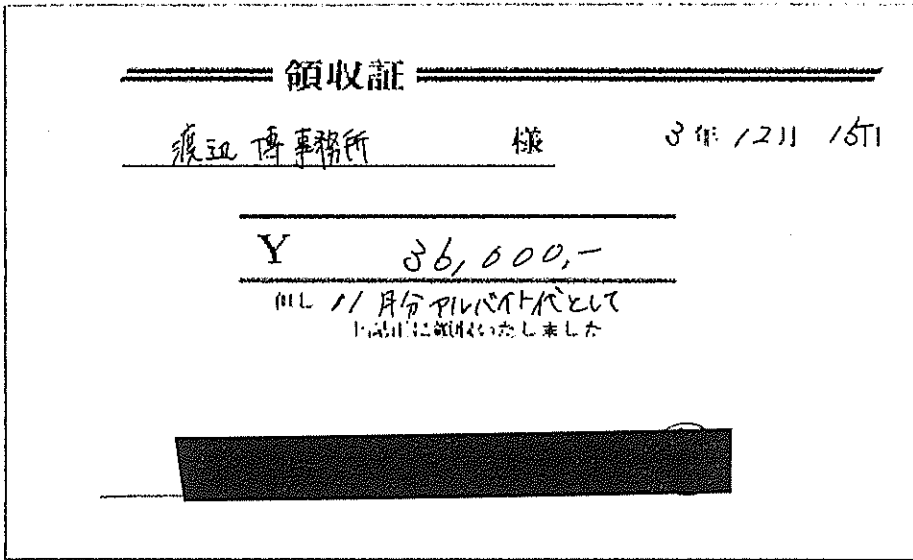 領収証
渡辺博事務所 様 3年12月15日
¥ 36,000,-
但し 11月分アルバイト代として
上記正に領収いたしました